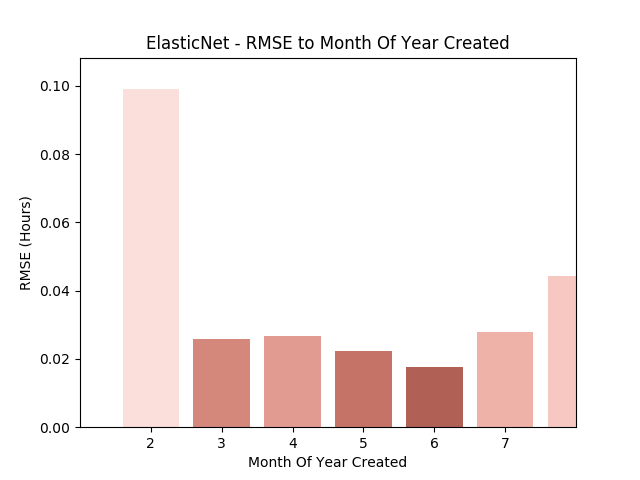 ElasticNet - RMSE to Month Of Year Created
0.10
0.08
0.06
0.04
0.02
0.00
RMSE (Hours)
2 3 4 5 6 7
Month Of Year Created